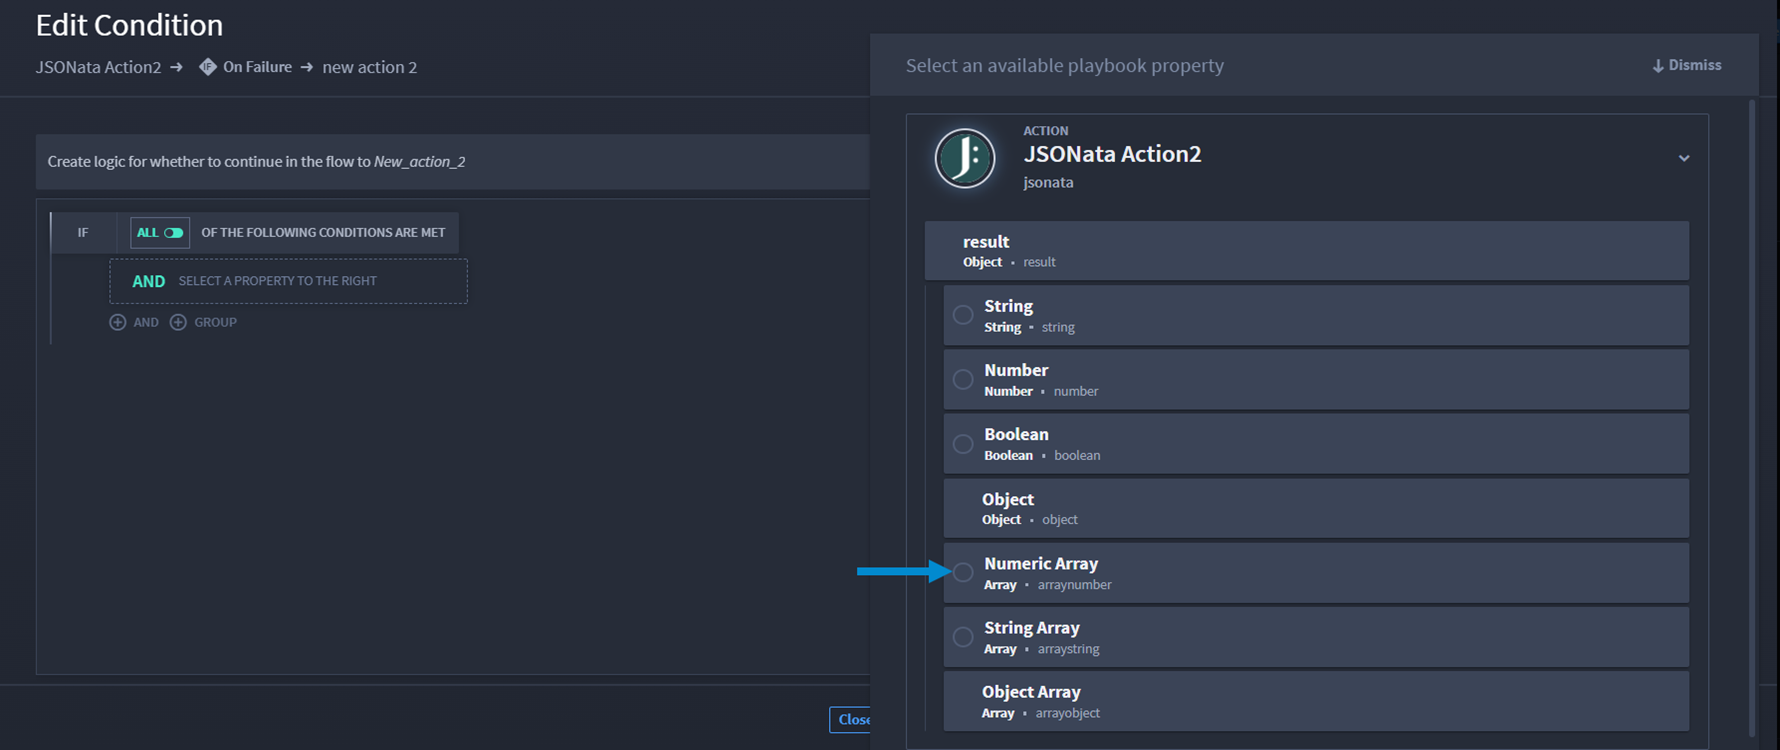 Edit Condition
JSONata Action2 → IF On Failure → new action 2
Create logic for whether to continue in the flow to New_action_2
IF ALL OF THE FOLLOWING CONDITIONS ARE MET
AND SELECT A PROPERTY TO THE RIGHT
AND GROUP
Close
Select an available playbook property
Dismiss
J:
ACTION
JSONata Action2
jsonata
result
Object • result
String
String • string
Number
Number • number
Boolean
Boolean • boolean
Object
Object • object
Numeric Array
Array • arraynumber
String Array
Array • arraystring
Object Array
Array • arrayobject